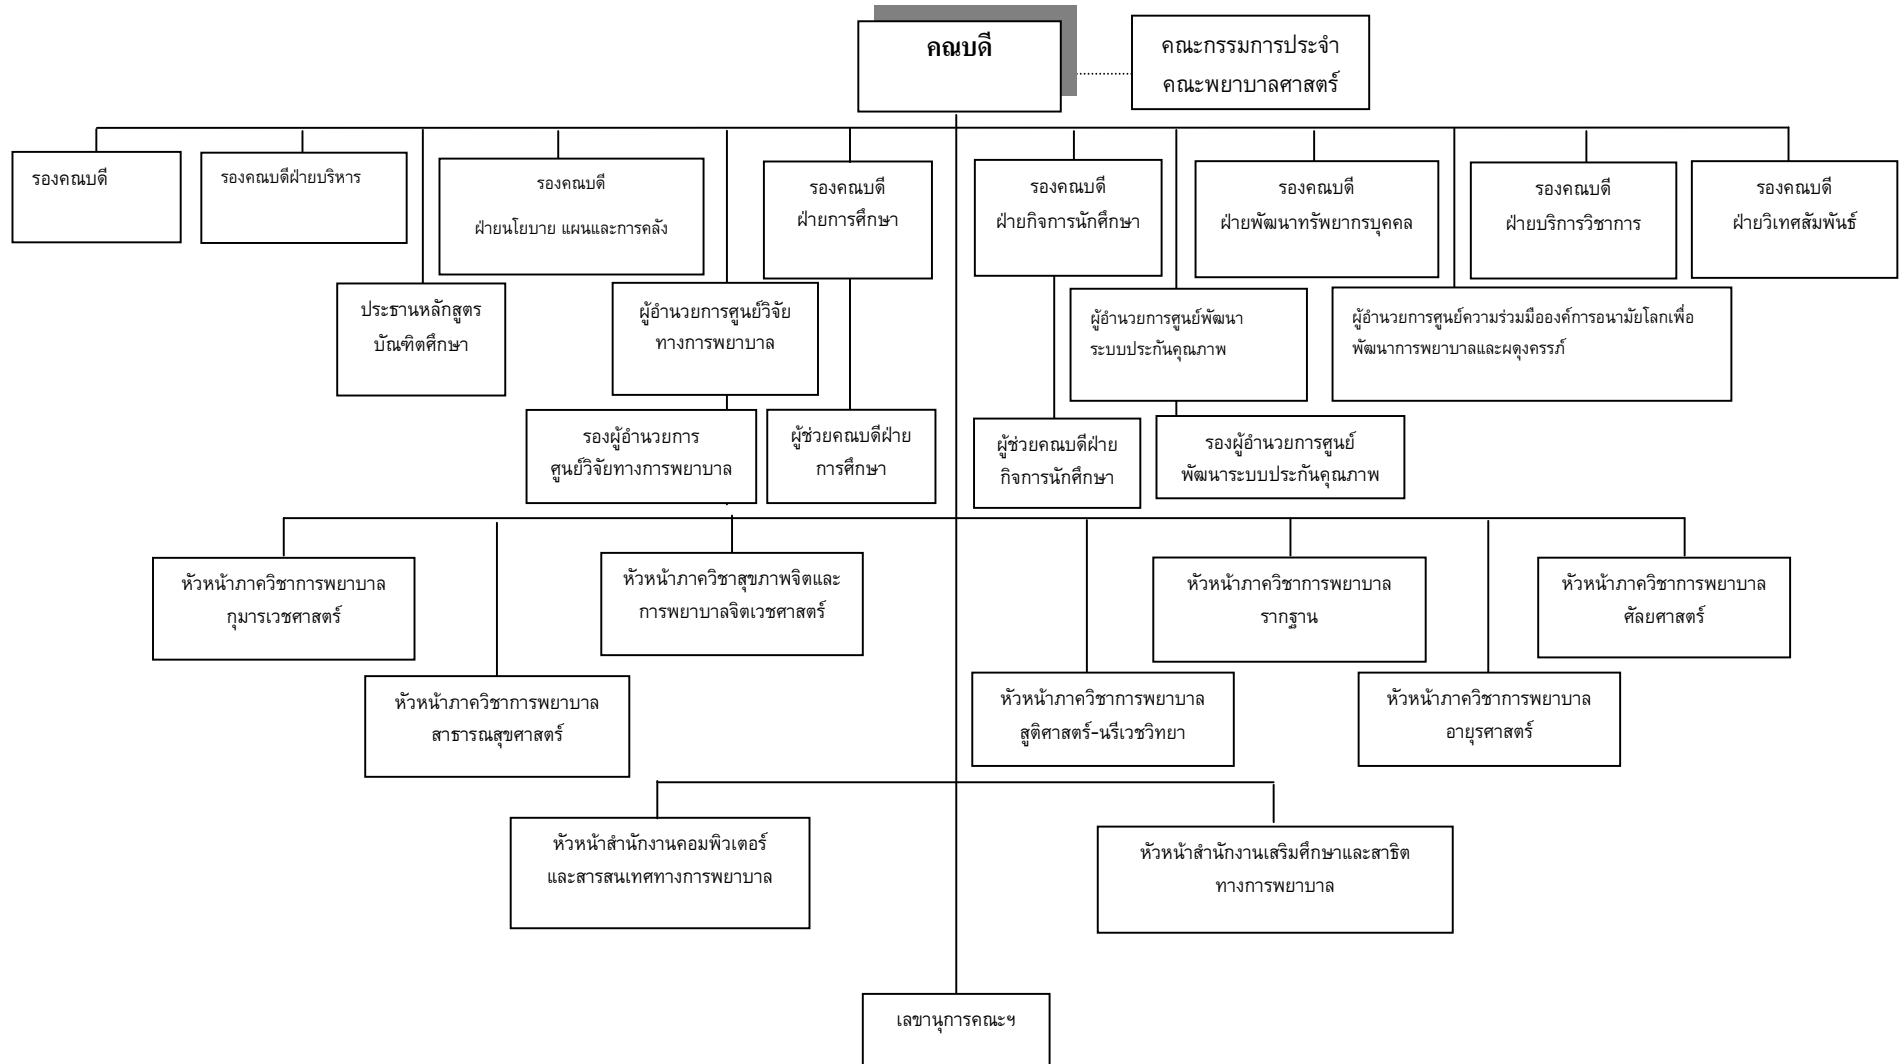 คณบดี
คณะกรรมการประจำ
คณะพยาบาลศาสตร์
รองคณบดี
รองคณบดีฝ่ายบริหาร
รองคณบดี
ฝ่ายนโยบาย แผนและการคลัง
รองคณบดี
ฝ่ายการศึกษา
รองคณบดี
ฝ่ายกิจการนักศึกษา
รองคณบดี
ฝ่ายพัฒนาทรัพยากรบุคคล
รองคณบดี
ฝ่ายบริการวิชาการ
รองคณบดี
ฝ่ายวิเทศสัมพันธ์
ประธานหลักสูตร
บัณฑิตศึกษา
ผู้อำนวยการศูนย์วิจัย
ทางการพยาบาล
ผู้อำนวยการศูนย์พัฒนา
ระบบประกันคุณภาพ
ผู้อำนวยการศูนย์ความร่วมมือองค์การอนามัยโลกเพื่อ
พัฒนาการพยาบาลและผดุงครรภ์
รองผู้อำนวยการ
ศูนย์วิจัยทางการพยาบาล
ผู้ช่วยคณบดีฝ่าย
การศึกษา
ผู้ช่วยคณบดีฝ่าย
กิจการนักศึกษา
รองผู้อำนวยการศูนย์
พัฒนาระบบประกันคุณภาพ
หัวหน้าภาควิชาการพยาบาล
กุมารเวชศาสตร์
หัวหน้าภาควิชาสุขภาพจิตและ
การพยาบาลจิตเวชศาสตร์
หัวหน้าภาควิชาการพยาบาล
รากฐาน
หัวหน้าภาควิชาการพยาบาล
ศัลยศาสตร์
หัวหน้าภาควิชาการพยาบาล
สาธารณสุขศาสตร์
หัวหน้าภาควิชาการพยาบาล
สูติศาสตร์-นรีเวชวิทยา
หัวหน้าภาควิชาการพยาบาล
อายุรศาสตร์
หัวหน้าสำนักงานคอมพิวเตอร์
และสารสนเทศทางการพยาบาล
หัวหน้าสำนักงานเสริมศึกษาและสาธิต
ทางการพยาบาล
เลขานุการคณะฯ